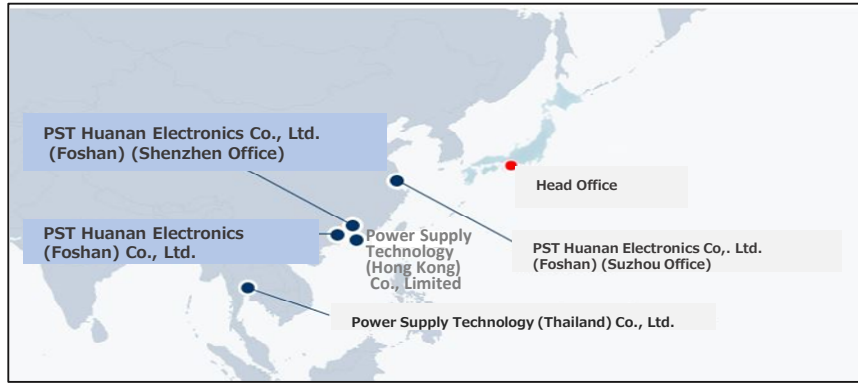 PST Huanan Electronics Co., Ltd.
(Foshan) (Shenzhen Office)
Head Office
PST Huanan Electronics
(Foshan) Co., Ltd.
Power Supply
Technology
(Hong Kong)
Co., Limited
PST Huanan Electronics Co,. Ltd.
(Foshan) (Suzhou Office)
Power Supply Technology (Thailand) Co., Ltd.